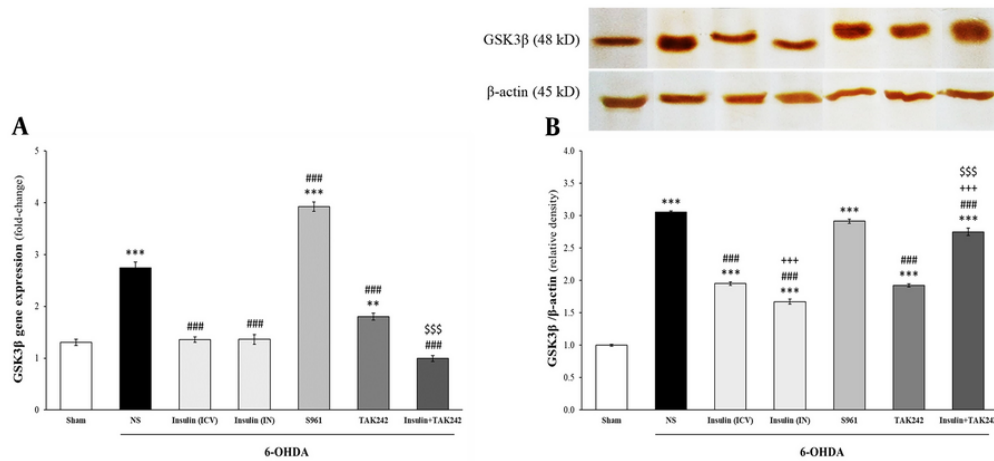 GSK3β (48 kD)
β-actin (45 kD)
A
GSK3β gene expression (fold-change)
5
4
3
2
1
0
***
###
###
###
***
###
**
$$$
###
Sham
NS
Insulin (ICV)
Insulin (IN)
S961
TAK242
Insulin+TAK242
6-OHDA
B
GSK3β /β-actin (relative density)
4.0
3.5
3.0
2.5
2.0
1.5
1.0
0.5
0.0
***
###
***
+++
###
***
***
###
***
$$$
+++
###
***
Sham
NS
Insulin (ICV)
Insulin (IN)
S961
TAK242
Insulin+TAK242
6-OHDA